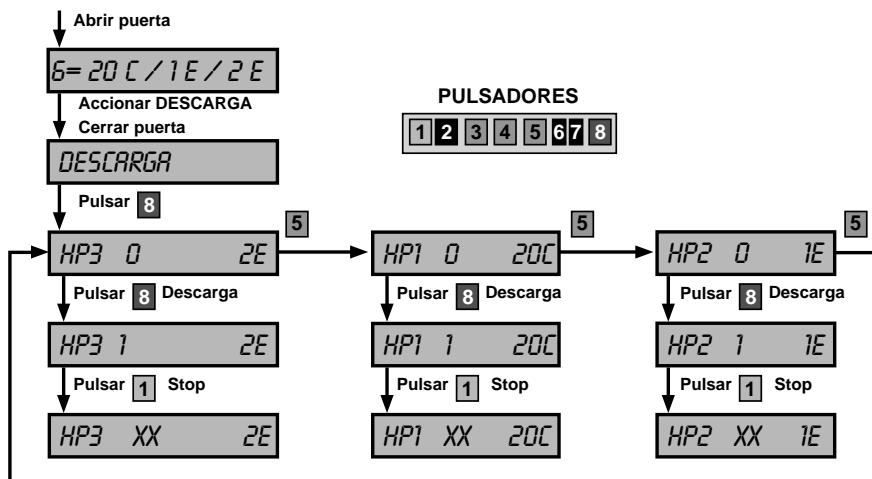 Abrir puerta
6= 20 C / 1 E / 2 E
Accionar DESCARGA
Cerrar puerta
PULSADORES
1 2 3 4 5 6 7 8
DESCARGA
Pulsar 8
HP3 0 2E
5
HP1 0 20C
5
HP2 0 1E
5
Pulsar 8 Descarga
Pulsar 8 Descarga
Pulsar 8 Descarga
HP3 1 2E
HP1 1 20C
HP2 1 1E
Pulsar 1 Stop
Pulsar 1 Stop
Pulsar 1 Stop
HP3 XX 2E
HP1 XX 20C
HP2 XX 1E